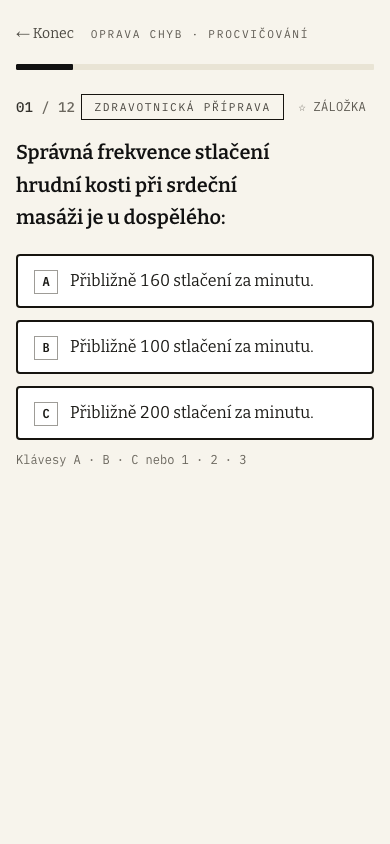 ← Konec OPRAVA CHYB · PROCVIČOVÁNÍ
01 / 12 ZDRAVOTNICKÁ PŘÍPRAVA ☆ ZÁLOŽKA
Správná frekvence stlačení
hrudní kosti při srdeční
masáži je u dospělého:
A Přibližně 160 stlačení za minutu.
B Přibližně 100 stlačení za minutu.
C Přibližně 200 stlačení za minutu.
Klávesy A · B · C nebo 1 · 2 · 3